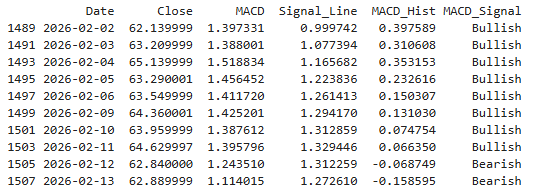 Date Close MACD Signal_Line MACD_Hist MACD_Signal
1489 2026-02-02 62.139999 1.397331 0.999742 0.397589 Bullish
1491 2026-02-03 63.209999 1.388001 1.077394 0.310608 Bullish
1493 2026-02-04 65.139999 1.518834 1.165682 0.353153 Bullish
1495 2026-02-05 63.290001 1.456452 1.223836 0.232616 Bullish
1497 2026-02-06 63.549999 1.411720 1.261413 0.150307 Bullish
1499 2026-02-09 64.360001 1.425201 1.294170 0.131030 Bullish
1501 2026-02-10 63.959999 1.387612 1.312859 0.074754 Bullish
1503 2026-02-11 64.629997 1.395796 1.329446 0.066350 Bullish
1505 2026-02-12 62.840000 1.243510 1.312259 -0.068749 Bearish
1507 2026-02-13 62.889999 1.114015 1.272610 -0.158595 Bearish